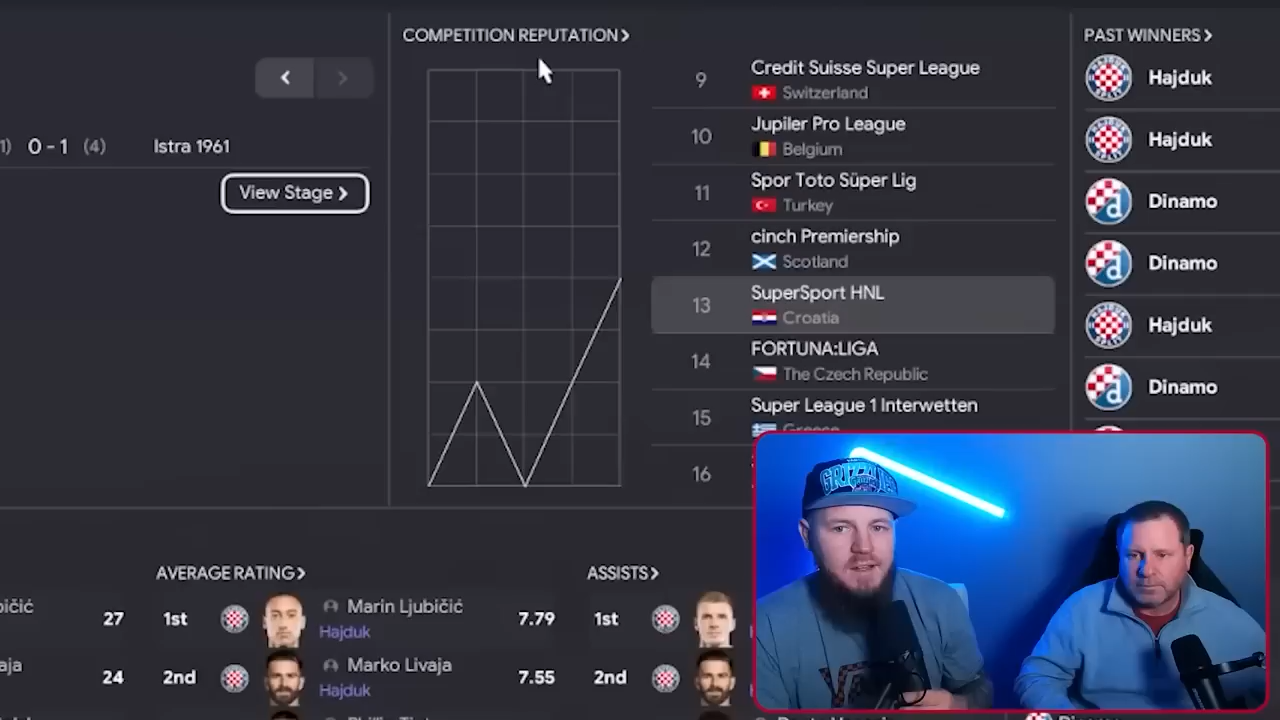 COMPETITION REPUTATION
PAST WINNERS
9
Credit Suisse Super League
Switzerland
Hajduk
10
Jupiler Pro League
Belgium
Hajduk
1) 0 - 1 (4) Istra 1961
View Stage
11
Spor Toto Süper Lig
Turkey
Dinamo
12
cinch Premiership
Scotland
Dinamo
13
SuperSport HNL
Croatia
Hajduk
14
FORTUNA:LIGA
The Czech Republic
Dinamo
15
Super League 1 Interwetten
Greece
16
GRIZZLIES
AVERAGE RATING
ASSISTS
27
1st
Marin Ljubičić
Hajduk
7.79
1st
24
2nd
Marko Livaja
Hajduk
7.55
2nd